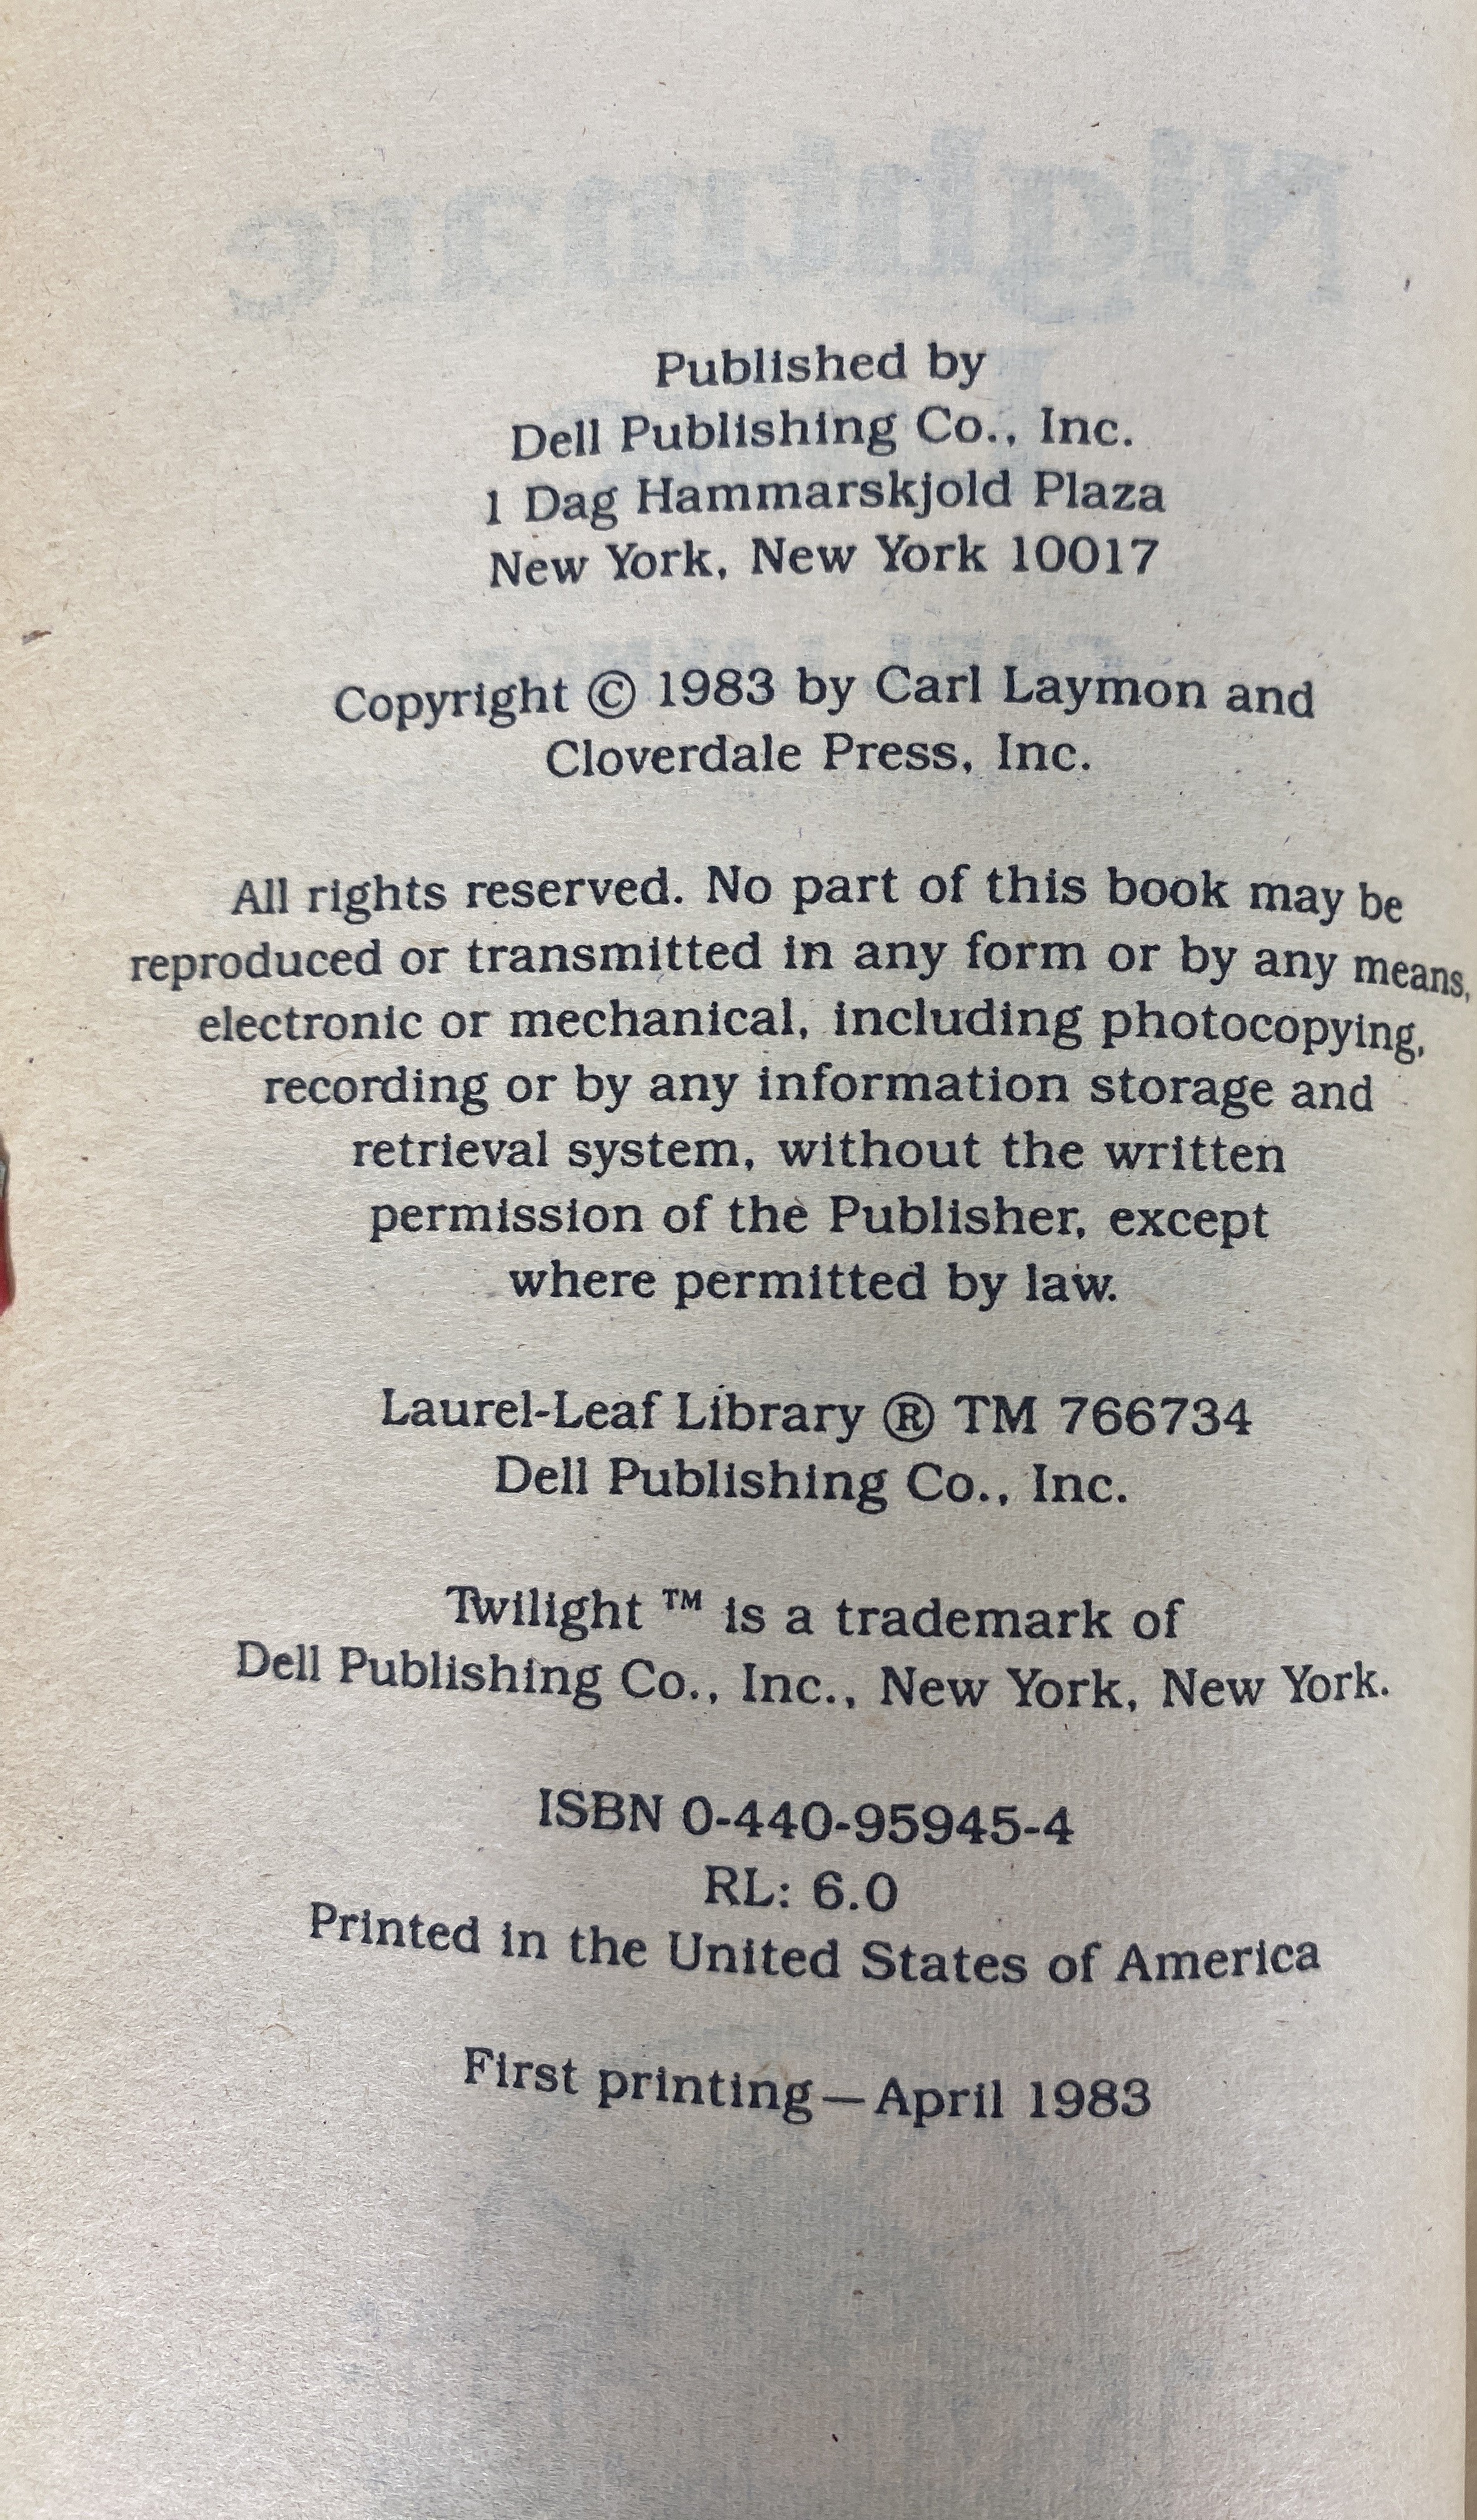 Published by
Dell Publishing Co., Inc.
1 Dag Hammarskjold Plaza
New York, New York 10017
Copyright © 1983 by Carl Laymon and
Cloverdale Press, Inc.
All rights reserved. No part of this book may be
reproduced or transmitted in any form or by any means,
electronic or mechanical, including photocopying,
recording or by any information storage and
retrieval system, without the written
permission of the Publisher, except
where permitted by law.
Laurel-Leaf Library ® TM 766734
Dell Publishing Co., Inc.
Twilight ™ is a trademark of
Dell Publishing Co., Inc., New York, New York.
ISBN 0-440-95945-4
RL: 6.0
Printed in the United States of America
First printing—April 1983